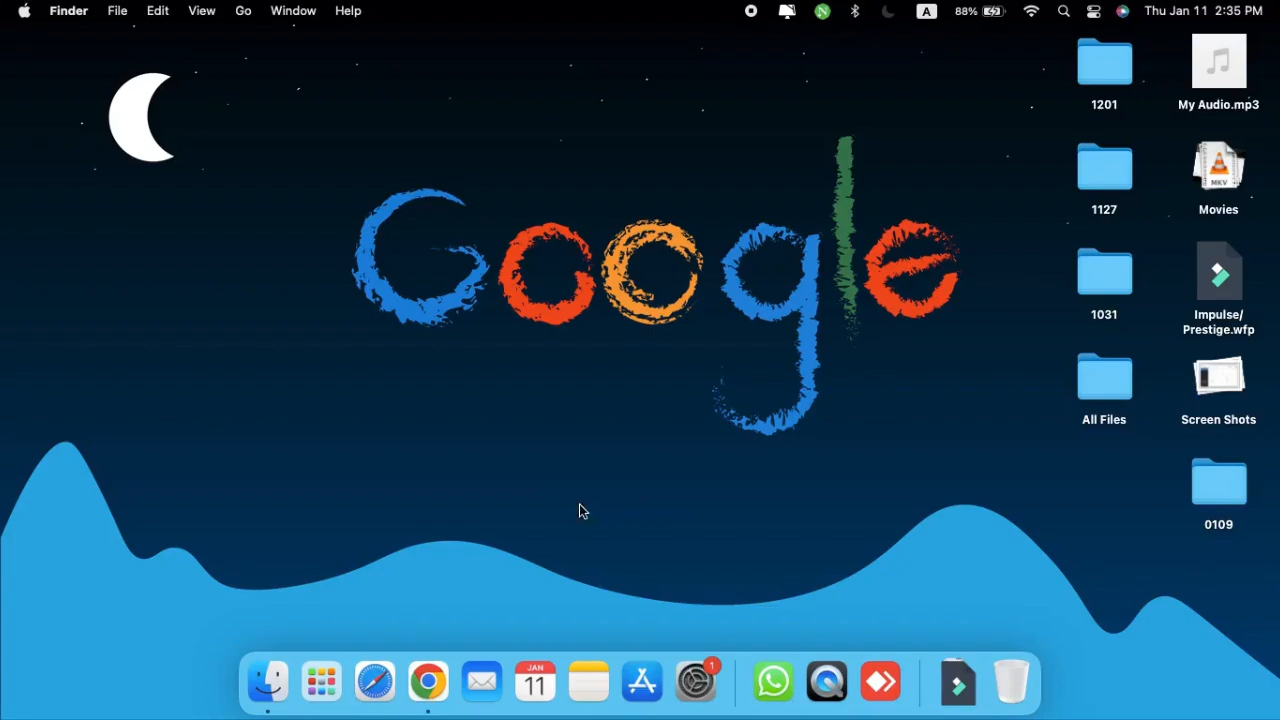 Finder File Edit View Go Window Help
A 88% Thu Jan 11 2:35 PM
Google
1201
My Audio.mp3
1127
MKV
Movies
1031
Impulse/
Prestige.wfp
All Files
Screen Shots
0109
JAN
11
1